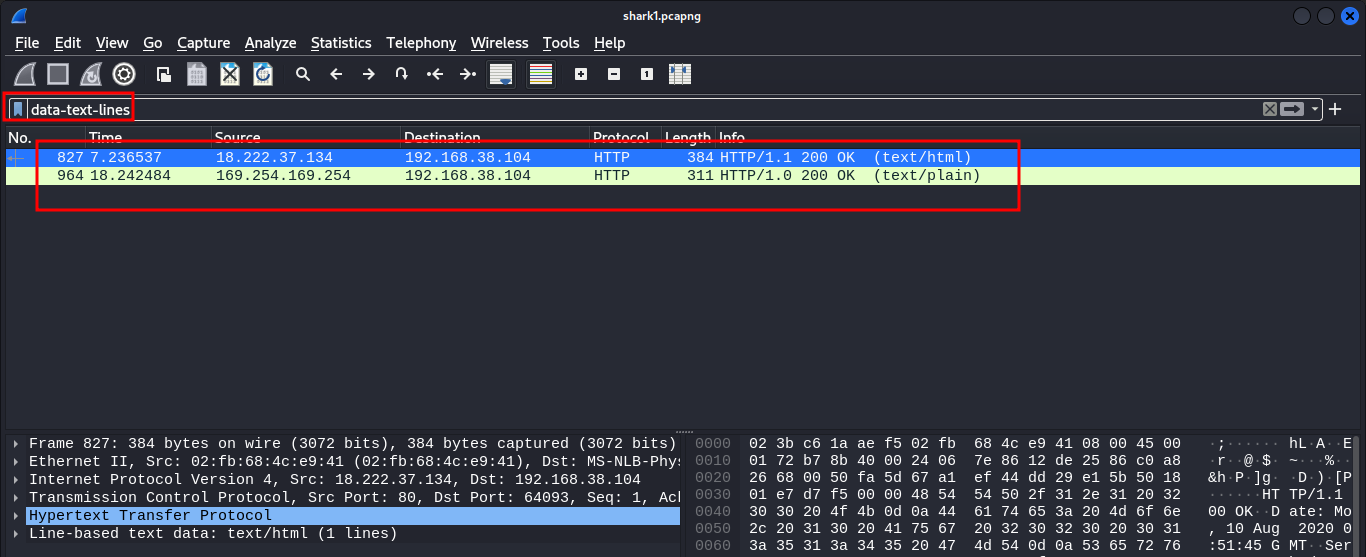 shark1.pcapng
File Edit View Go Capture Analyze Statistics Telephony Wireless Tools Help
data-text-lines
No. Time Source Destination Protocol Length Info
827 7.236537 18.222.37.134 192.168.38.104 HTTP 384 HTTP/1.1 200 OK (text/html)
964 18.242484 169.254.169.254 192.168.38.104 HTTP 311 HTTP/1.0 200 OK (text/plain)
Frame 827: 384 bytes on wire (3072 bits), 384 bytes captured (3072 bits)
Ethernet II, Src: 02:fb:68:4c:e9:41 (02:fb:68:4c:e9:41), Dst: MS-NLB-Phys
Internet Protocol Version 4, Src: 18.222.37.134, Dst: 192.168.38.104
Transmission Control Protocol, Src Port: 80, Dst Port: 64093, Seq: 1, Ack
Hypertext Transfer Protocol
Line-based text data: text/html (1 lines)
0000 02 3b c6 1a ae f5 02 fb 68 4c e9 41 08 00 45 00 ·;······ hL·A··E·
0010 01 72 b7 8b 40 00 24 06 7e 86 12 de 25 86 c0 a8 ·r··@·$· ~···%···
0020 26 68 00 50 fa 5d 67 a1 ef 44 dd 29 e1 5b 50 18 &h·P·]g· ·D·)·[P·
0030 01 e7 d7 f5 00 00 48 54 54 50 2f 31 2e 31 20 32 ······HT TP/1.1 2
0040 30 30 20 4f 4b 0d 0a 44 61 74 65 3a 20 4d 6f 6e 00 OK··D ate: Mon
0050 2c 20 31 30 20 41 75 67 20 32 30 32 30 20 30 31 , 10 Aug 2020 01
0060 3a 35 31 3a 34 35 20 47 4d 54 0d 0a 53 65 72 76 :51:45 G MT··Serv